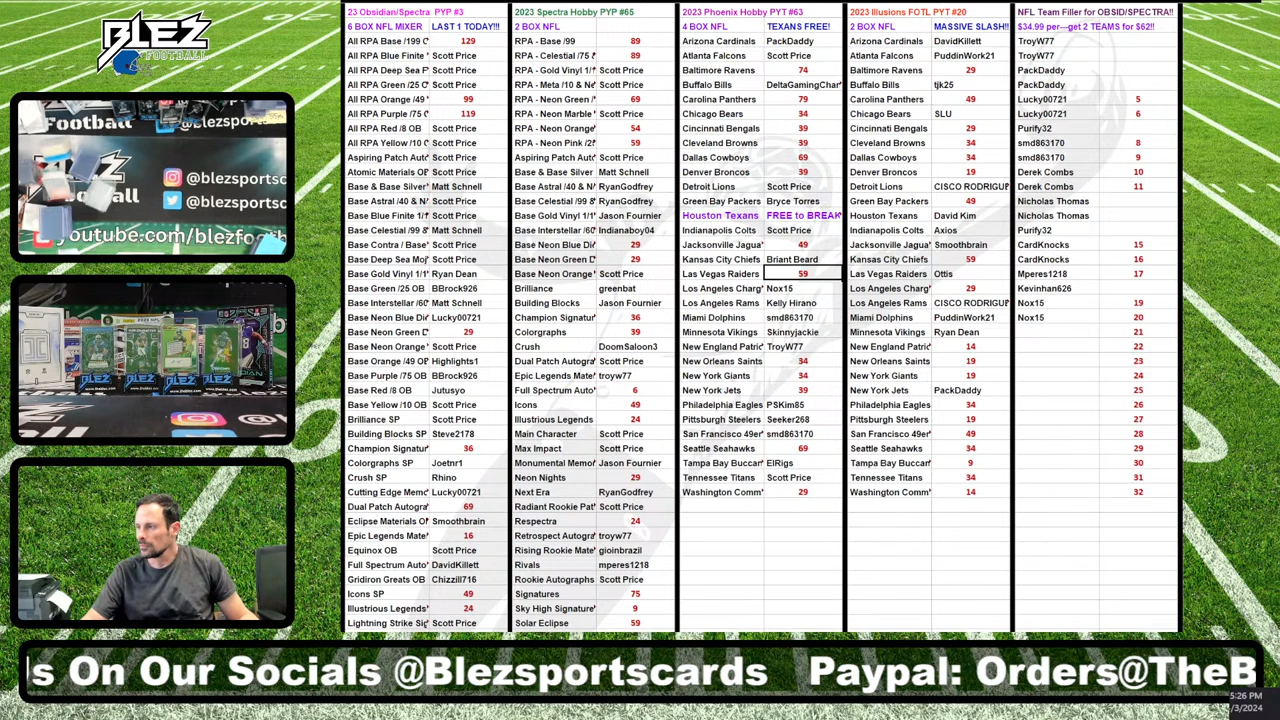 BLEZ
FOOTBALL
Football
@blezsportsc
@blezsportsc
youtube.com/blezfootb
23 Obsidian/Spectra PYP #3
6 BOX NFL MIXER LAST 1 TODAY!!!
All RPA Base /199 129
All RPA Blue Finite Scott Price
All RPA Deep Sea F Scott Price
All RPA Green /25 Scott Price
All RPA Orange /49 99
All RPA Purple /75 119
All RPA Red /8 OB Scott Price
All RPA Yellow /10 Scott Price
Aspiring Patch Aut Scott Price
Atomic Materials OB Scott Price
Base & Base Silver Matt Schnell
Base Astral /40 & N Matt Schnell
Base Blue Finite 1/ Scott Price
Base Celestial /99 & Matt Schnell
Base Contra / Base Scott Price
Base Deep Sea Moj Scott Price
Base Gold Vinyl 1/1 Ryan Dean
Base Green /25 OB BBrock926
Base Interstellar /60 Matt Schnell
Base Neon Blue Di Lucky00721
Base Neon Green D 29
Base Neon Orange Scott Price
Base Orange /49 OB Highlights1
Base Purple /75 OB BBrock926
Base Red /8 OB Jutusyo
Base Yellow /10 OB Scott Price
Brilliance SP Scott Price
Building Blocks SP Steve2178
Champion Signatur 36
Colorgraphs SP Joetnr1
Crush SP Rhino
Cutting Edge Memo Lucky00721
Dual Patch Autogra 69
Eclipse Materials O Smoothbrain
Epic Legends Mate 16
Equinox OB Scott Price
Full Spectrum Auto DavidKillett
Gridiron Greats OB Chizzill716
Icons SP 49
Illustrious Legends 24
Lightning Strike Sig Scott Price
2023 Spectra Hobby PYP #65
2 BOX NFL
RPA - Base /99 89
RPA - Celestial /75 & 89
RPA - Gold Vinyl 1/ Scott Price
RPA - Meta /10 & Ne Scott Price
RPA - Neon Green / 69
RPA - Neon Marble Scott Price
RPA - Neon Orange 54
RPA - Neon Pink /2 59
Aspiring Patch Aut Scott Price
Base & Base Silver Matt Schnell
Base Astral /40 & N RyanGodfrey
Base Celestial /99 & RyanGodfrey
Base Gold Vinyl 1/1 Jason Fournier
Base Interstellar /60 Indianaboy04
Base Neon Blue Di 29
Base Neon Green D 29
Base Neon Orange Scott Price
Brilliance greenbat
Building Blocks Jason Fournier
Champion Signatur 36
Colorgraphs 39
Crush DoomSaloon3
Dual Patch Autogra Scott Price
Epic Legends Mate troyw77
Full Spectrum Auto 6
Icons 49
Illustrious Legends 24
Main Character Scott Price
Max Impact Scott Price
Monumental Memo Jason Fournier
Neon Nights 29
Next Era RyanGodfrey
Radiant Rookie Pat Scott Price
Respectra 24
Retrospect Autogra troyw77
Rising Rookie Mate gioinbrazil
Rivals mperes1218
Rookie Autographs Scott Price
Signatures 75
Sky High Signature 9
Solar Eclipse 59
2023 Phoenix Hobby PYT #63
4 BOX NFL TEXANS FREE!
Arizona Cardinals PackDaddy
Atlanta Falcons Scott Price
Baltimore Ravens 74
Buffalo Bills DeltaGamingChar
Carolina Panthers 79
Chicago Bears 34
Cincinnati Bengals 39
Cleveland Browns 39
Dallas Cowboys 69
Denver Broncos 39
Detroit Lions Scott Price
Green Bay Packers Bryce Torres
Houston Texans FREE to BREAK
Indianapolis Colts Scott Price
Jacksonville Jagua 49
Kansas City Chiefs Briant Beard
Las Vegas Raiders 59
Los Angeles Charg Nox15
Los Angeles Rams Kelly Hirano
Miami Dolphins smd863170
Minnesota Vikings Skinnyjackie
New England Patric TroyW77
New Orleans Saints 34
New York Giants 34
New York Jets 39
Philadelphia Eagles PSKim85
Pittsburgh Steelers Seeker268
San Francisco 49er smd863170
Seattle Seahawks 69
Tampa Bay Buccan ElRigs
Tennessee Titans Scott Price
Washington Comm 29
2023 Illusions FOTL PYT #20
2 BOX NFL MASSIVE SLASH!!
Arizona Cardinals DavidKillett
Atlanta Falcons PuddinWork21
Baltimore Ravens 29
Buffalo Bills tjk25
Carolina Panthers 49
Chicago Bears SLU
Cincinnati Bengals 29
Cleveland Browns 34
Dallas Cowboys 34
Denver Broncos 19
Detroit Lions CISCO RODRIGU
Green Bay Packers 49
Houston Texans David Kim
Indianapolis Colts Axios
Jacksonville Jagua Smoothbrain
Kansas City Chiefs 59
Las Vegas Raiders Ottis
Los Angeles Charg 29
Los Angeles Rams CISCO RODRIGU
Miami Dolphins PuddinWork21
Minnesota Vikings Ryan Dean
New England Patric 14
New Orleans Saints 19
New York Giants 19
New York Jets PackDaddy
Philadelphia Eagles 34
Pittsburgh Steelers 19
San Francisco 49er 49
Seattle Seahawks 34
Tampa Bay Buccan 9
Tennessee Titans 34
Washington Comm 14
NFL Team Filler for OBSID/SPECTRA!!
$34.99 per---get 2 TEAMS for $62!!
TroyW77
TroyW77
PackDaddy
PackDaddy
Lucky00721 5
Lucky00721 6
Purify32
smd863170 8
smd863170 9
Derek Combs 10
Derek Combs 11
Nicholas Thomas
Nicholas Thomas
Purify32
CardKnocks 15
CardKnocks 16
Mperes1218 17
Kevinhan626
Nox15 19
Nox15 20
21
22
23
24
25
26
27
28
29
30
31
32
s On Our Socials @Blezsportscards Paypal: Orders@TheB
5:26 PM
/3/2024